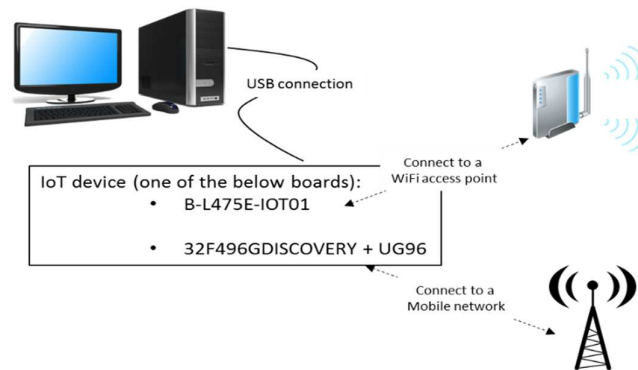 USB connection
Connect to a
WiFi access point
IoT device (one of the below boards):
• B-L475E-IOT01
• 32F496GDISCOVERY + UG96
Connect to a
Mobile network